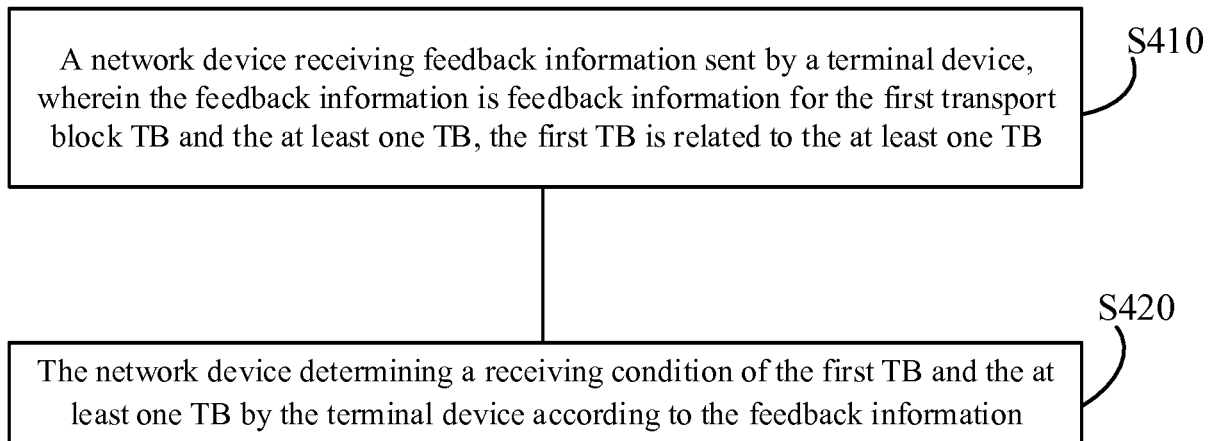 A network device receiving feedback information sent by a terminal device,
S410
wherein the feedback information is feedback information for the first transport
block TB and the at least one TB, the first TB is related to the at least one TB
S420
The network device determining a receiving condition of the first TB and the at
least one TB by the terminal device according to the feedback information